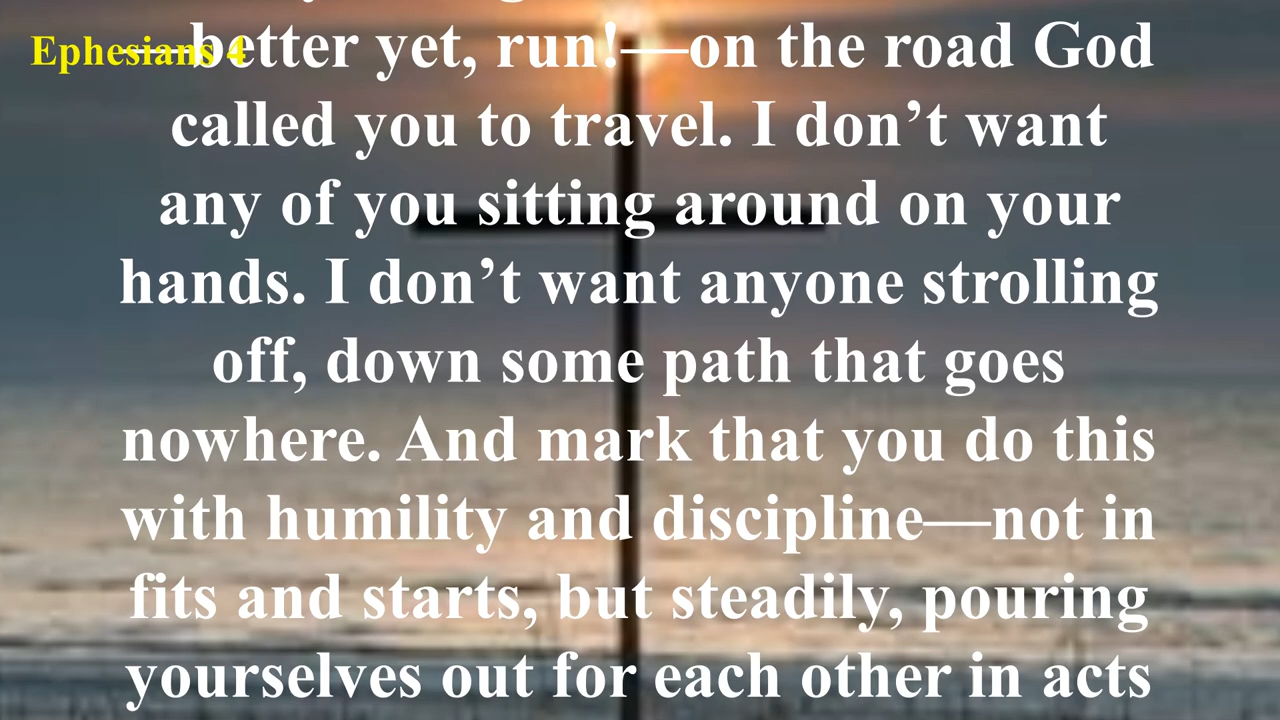 Ephesians 4
—better yet, run!—on the road God
called you to travel. I don’t want
any of you sitting around on your
hands. I don’t want anyone strolling
off, down some path that goes
nowhere. And mark that you do this
with humility and discipline—not in
fits and starts, but steadily, pouring
yourselves out for each other in acts